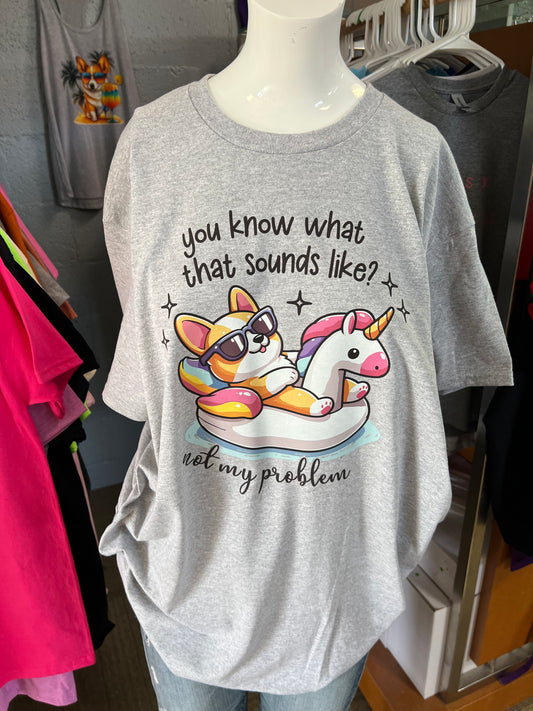 you know what
that sounds like?
not my problem